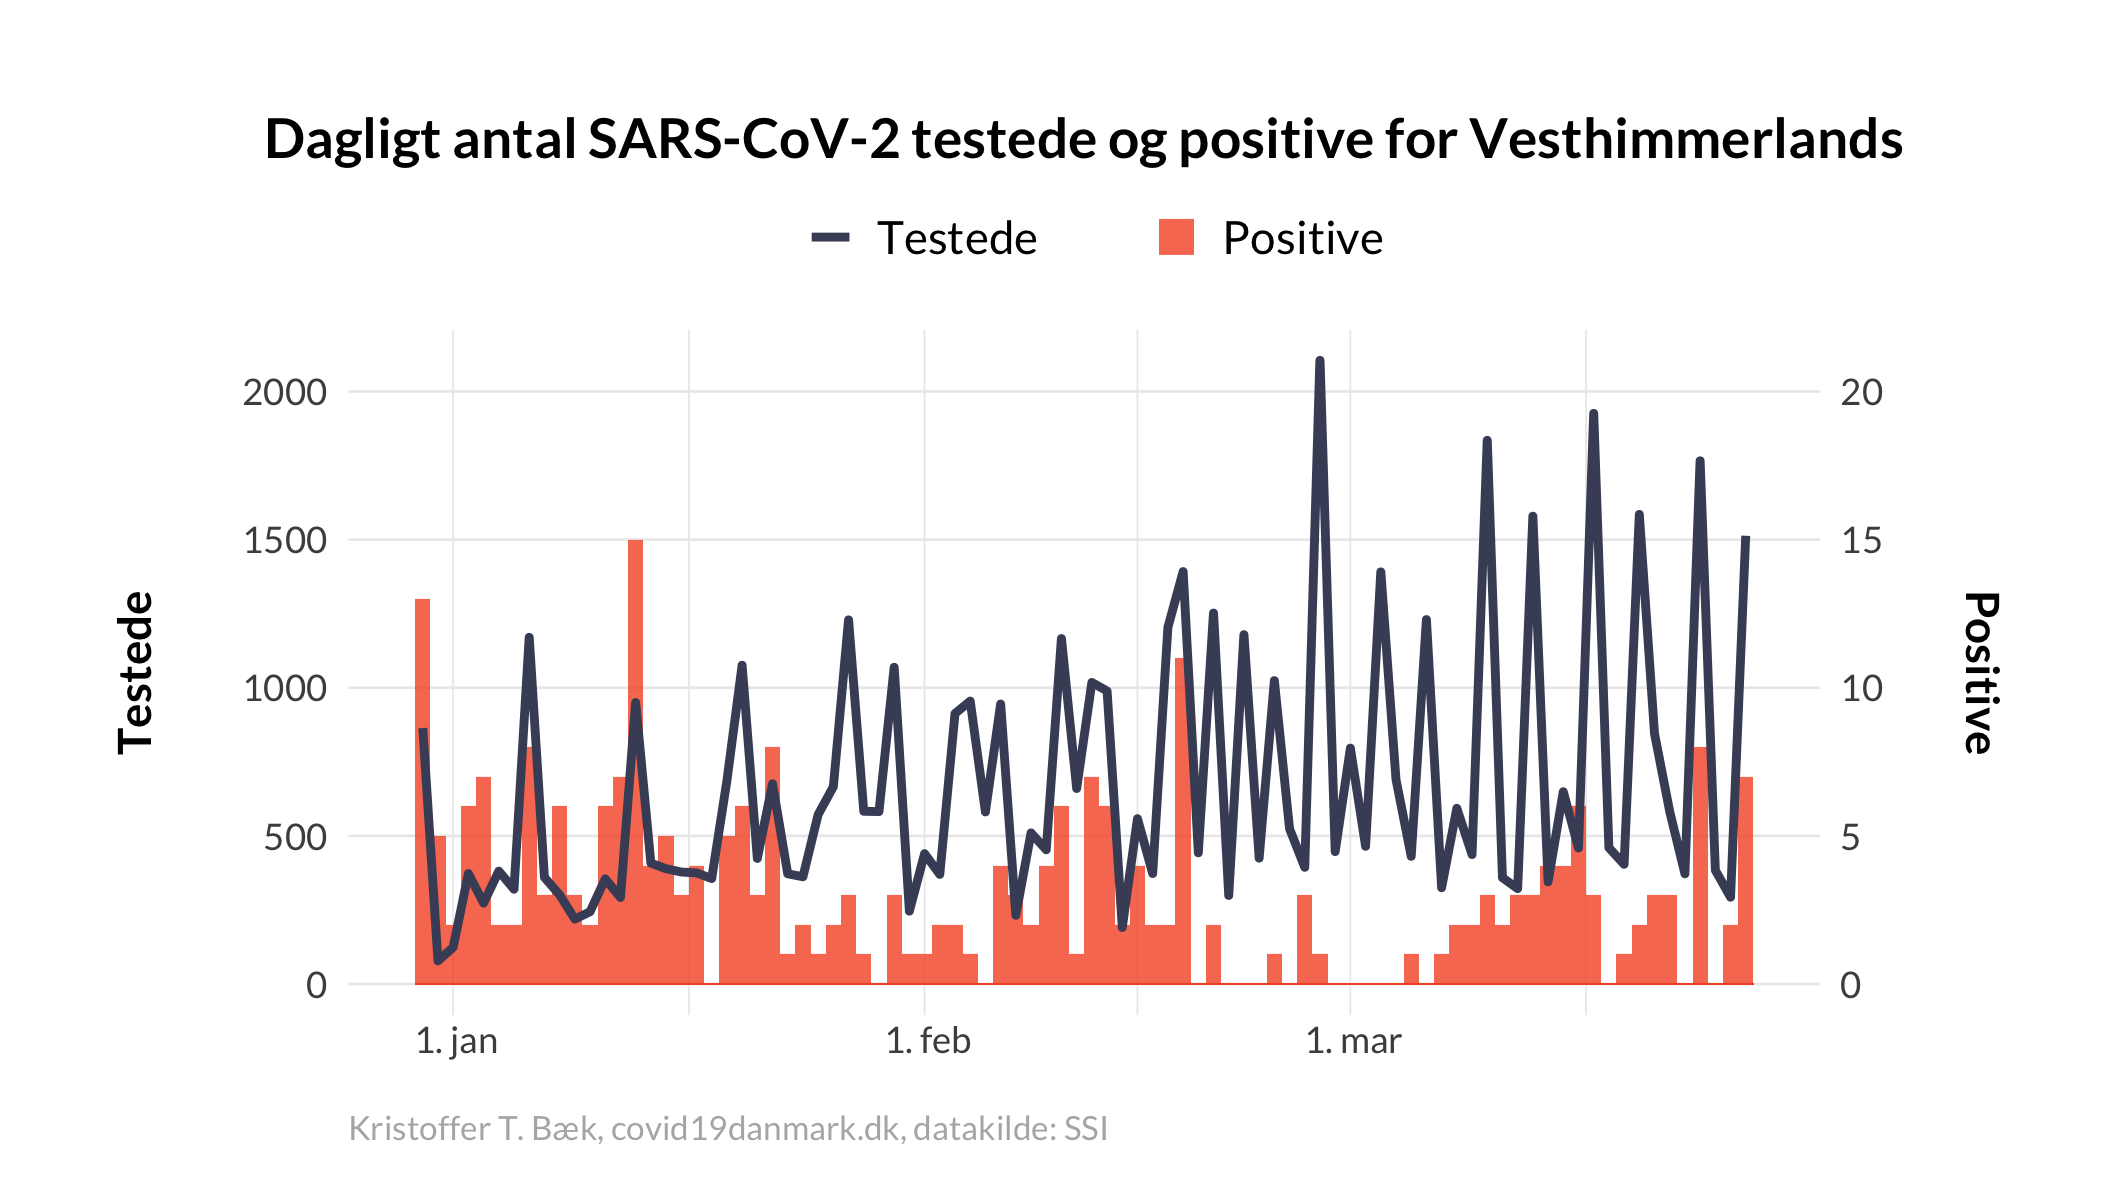 Dagligt antal SARS-CoV-2 testede og positive for Vesthimmerlands
Testede
Positive
2000
1500
1000
500
0
Testede
20
15
10
5
0
Positive
1. jan
1. feb
1. mar
Kristoffer T. Bæk, covid19danmark.dk, datakilde: SSI